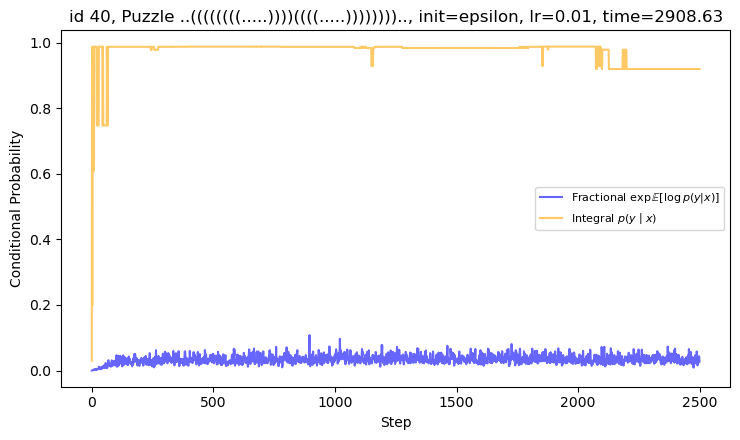 id 40, Puzzle ..((((((((.....))))((((.....)))))))).., init=epsilon, lr=0.01, time=2908.63
Conditional Probability
1.0
0.8
0.6
0.4
0.2
0.0
Fractional exp𝔼[log p(y|x)]
Integral p(y | x)
0 500 1000 1500 2000 2500
Step